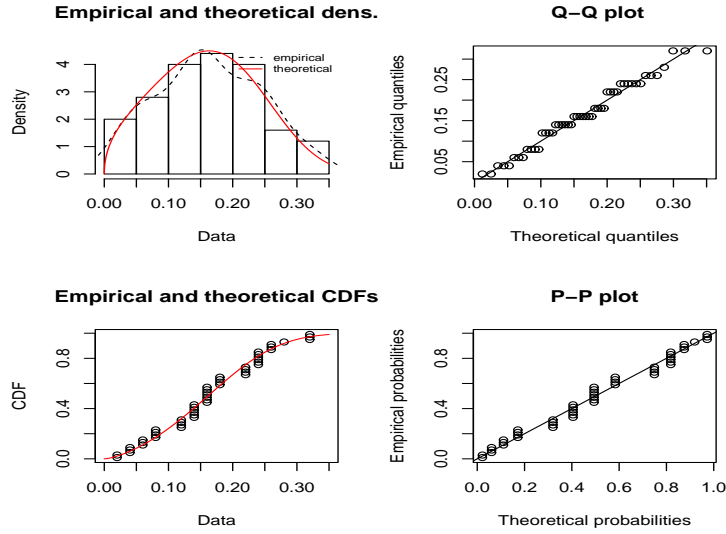 Empirical and theoretical dens.
Density
0 1 2 3 4
empirical
theoretical
0.00 0.10 0.20 0.30
Data
Q−Q plot
Empirical quantiles
0.05 0.15 0.25
0.00 0.10 0.20 0.30
Theoretical quantiles
Empirical and theoretical CDFs
CDF
0.0 0.4 0.8
0.00 0.10 0.20 0.30
Data
P−P plot
Empirical probabilities
0.0 0.4 0.8
0.0 0.2 0.4 0.6 0.8 1.0
Theoretical probabilities